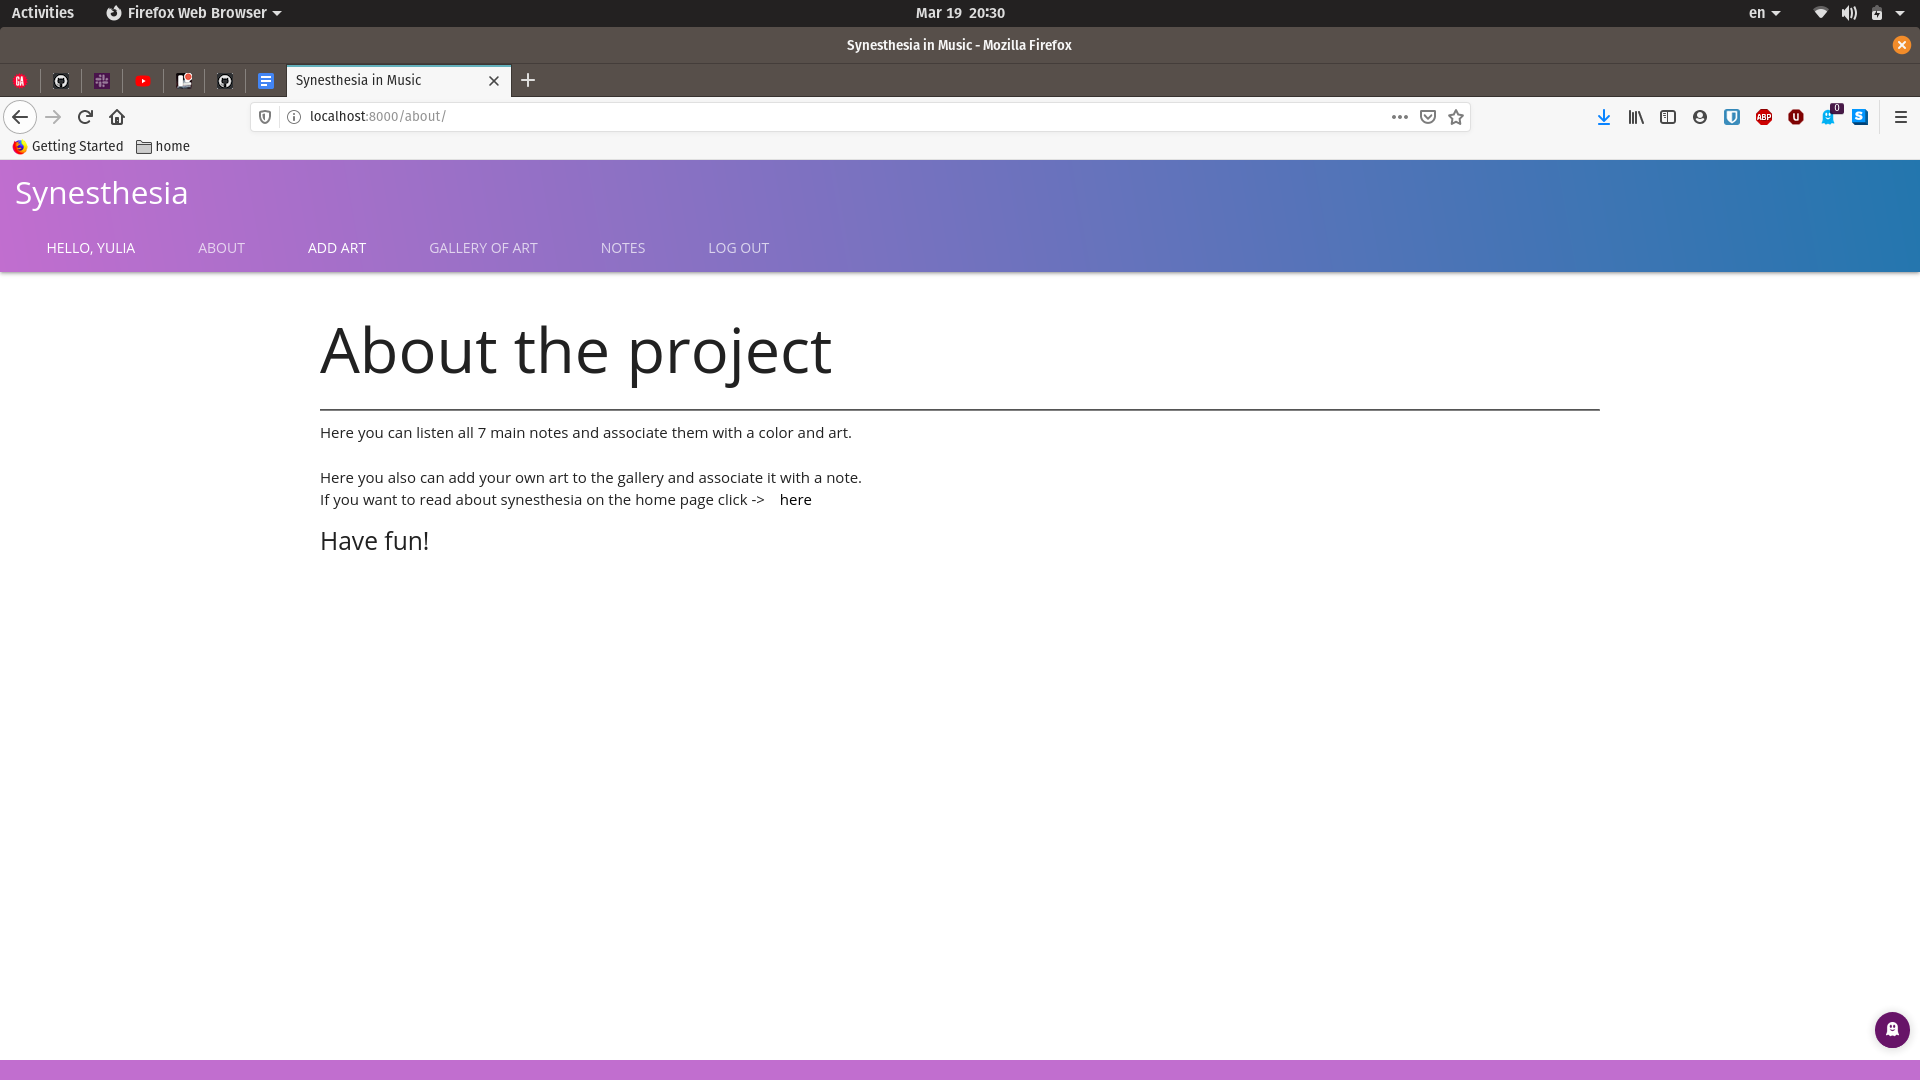 Activities Firefox Web Browser Mar 19 20:30 en
Synesthesia in Music - Mozilla Firefox
GA Synesthesia in Music
localhost:8000/about/ ABP 0 S
Getting Started home
Synesthesia
HELLO, YULIA ABOUT ADD ART GALLERY OF ART NOTES LOG OUT
About the project
Here you can listen all 7 main notes and associate them with a color and art.
Here you also can add your own art to the gallery and associate it with a note.
If you want to read about synesthesia on the home page click -> here
Have fun!